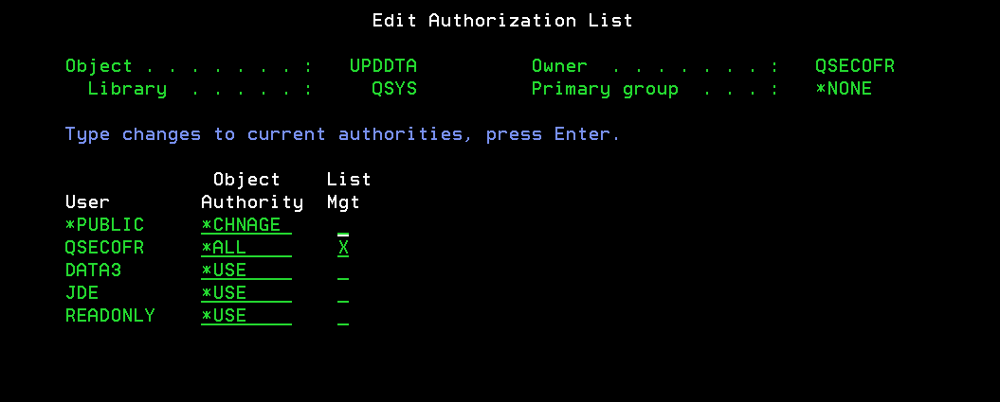 Edit Authorization List
Object . . . . . . . :   UPDDTA          Owner  . . . . . . . :   QSECOFR
  Library  . . . . . :     QSYS          Primary group  . . . :   *NONE
Type changes to current authorities, press Enter.
             Object    List
User        Authority  Mgt
*PUBLIC     *CHNAGE     _
QSECOFR     *ALL        X
DATA3       *USE        _
JDE         *USE        _
READONLY    *USE        _